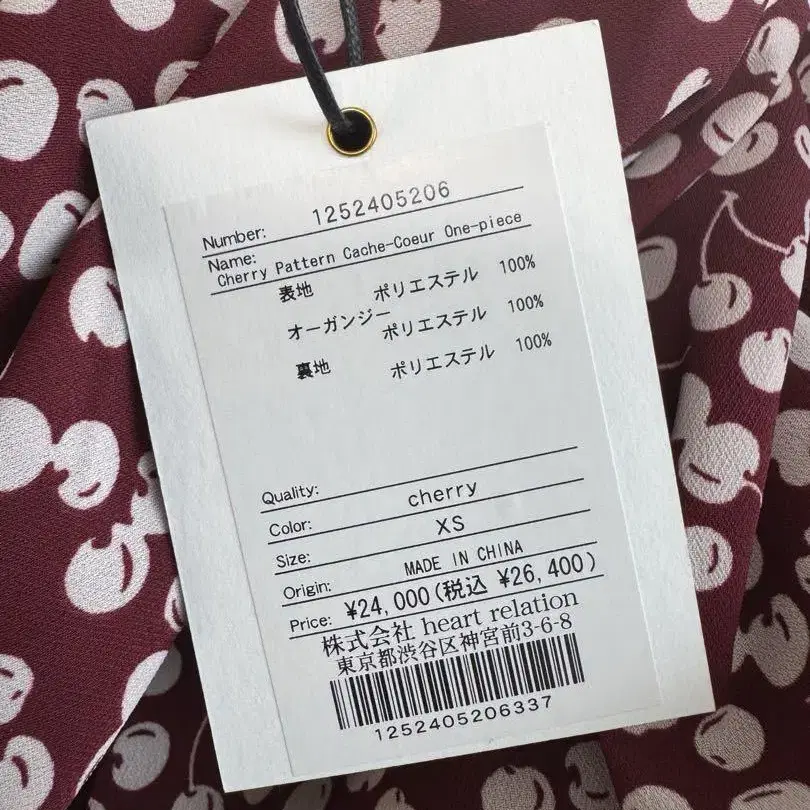 Number: 1252405206
Name:
Cherry Pattern Cache-Coeur One-piece
表地 ポリエステル 100%
オーガンジー ポリエステル 100%
裏地 ポリエステル 100%
Quality:
Color: cherry
Size: XS
Origin: MADE IN CHINA
Price: ¥24,000(税込 ¥26,400)
株式会社 heart relation
東京都渋谷区神宮前3-6-8
1252405206337